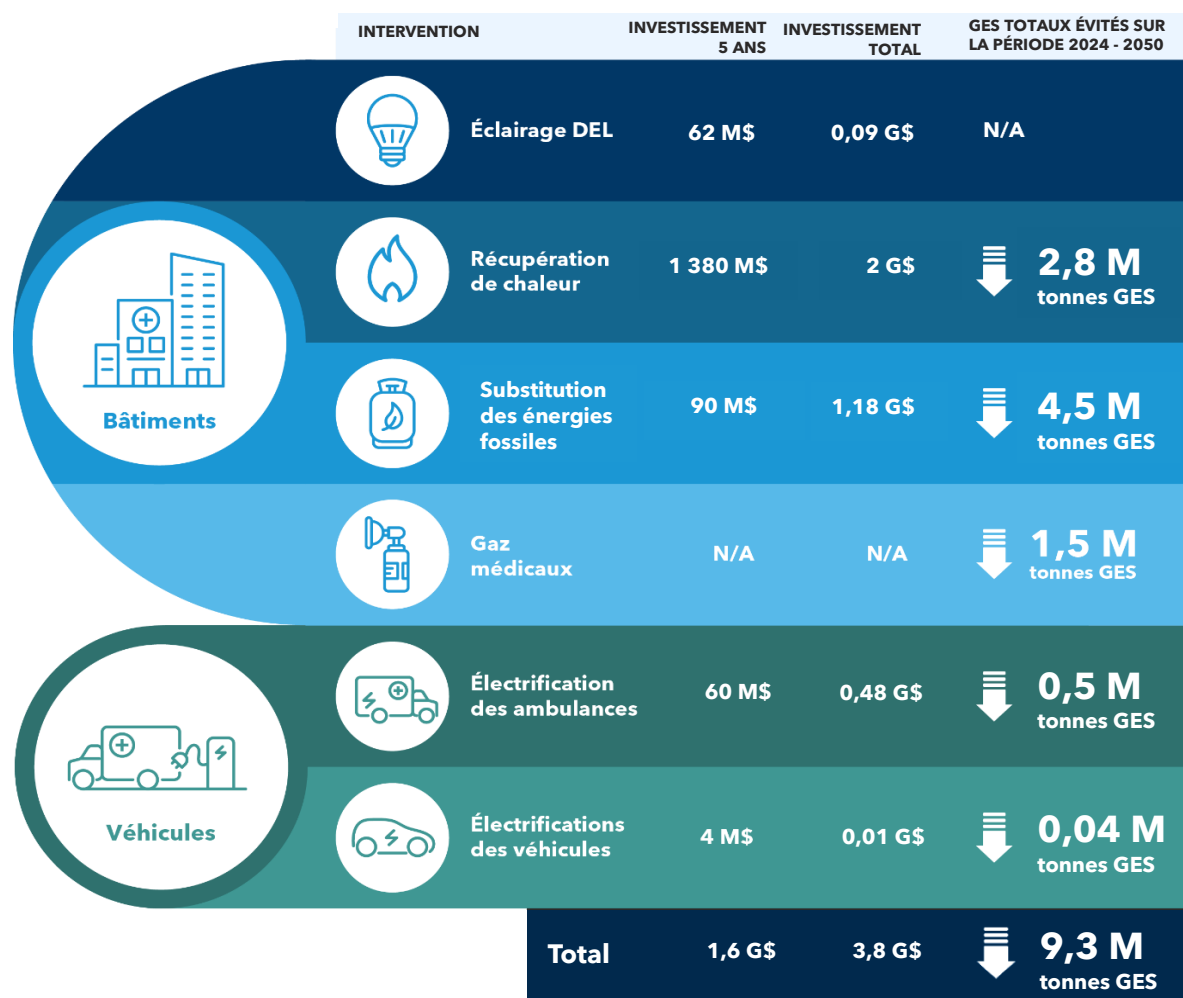 INTERVENTION
INVESTISSEMENT
5 ANS
INVESTISSEMENT
TOTAL
GES TOTAUX ÉVITÉS SUR
LA PÉRIODE 2024 - 2050
Bâtiments
Éclairage DEL
62 M$
0,09 G$
N/A
Récupération
de chaleur
1 380 M$
2 G$
2,8 M
tonnes GES
Substitution
des énergies
fossiles
90 M$
1,18 G$
4,5 M
tonnes GES
Gaz
médicaux
N/A
N/A
1,5 M
tonnes GES
Véhicules
Électrification
des ambulances
60 M$
0,48 G$
0,5 M
tonnes GES
Électrifications
des véhicules
4 M$
0,01 G$
0,04 M
tonnes GES
Total
1,6 G$
3,8 G$
9,3 M
tonnes GES